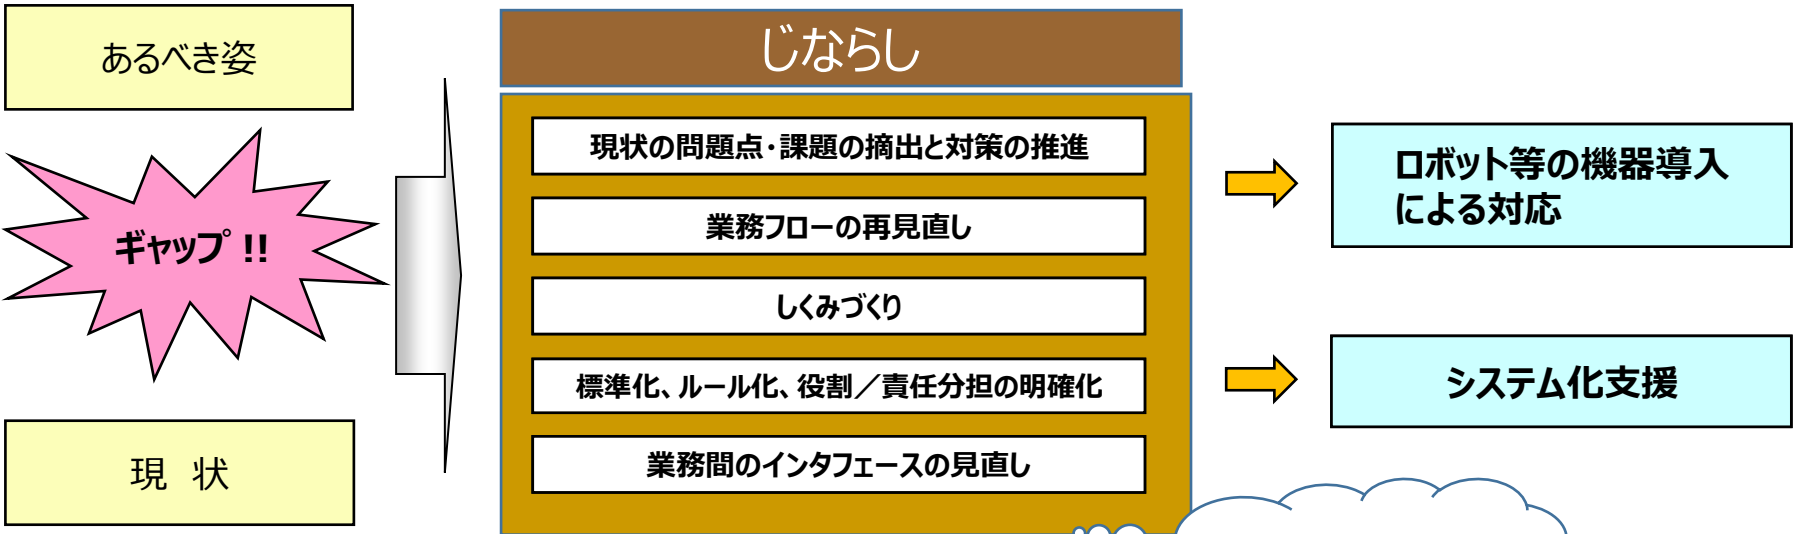 あるべき姿
ギャップ !!
現 状
じならし
現状の問題点・課題の摘出と対策の推進
業務フローの再見直し
しくみづくり
標準化、ルール化、役割／責任分担の明確化
業務間のインタフェースの見直し
ロボット等の機器導入
による対応
システム化支援